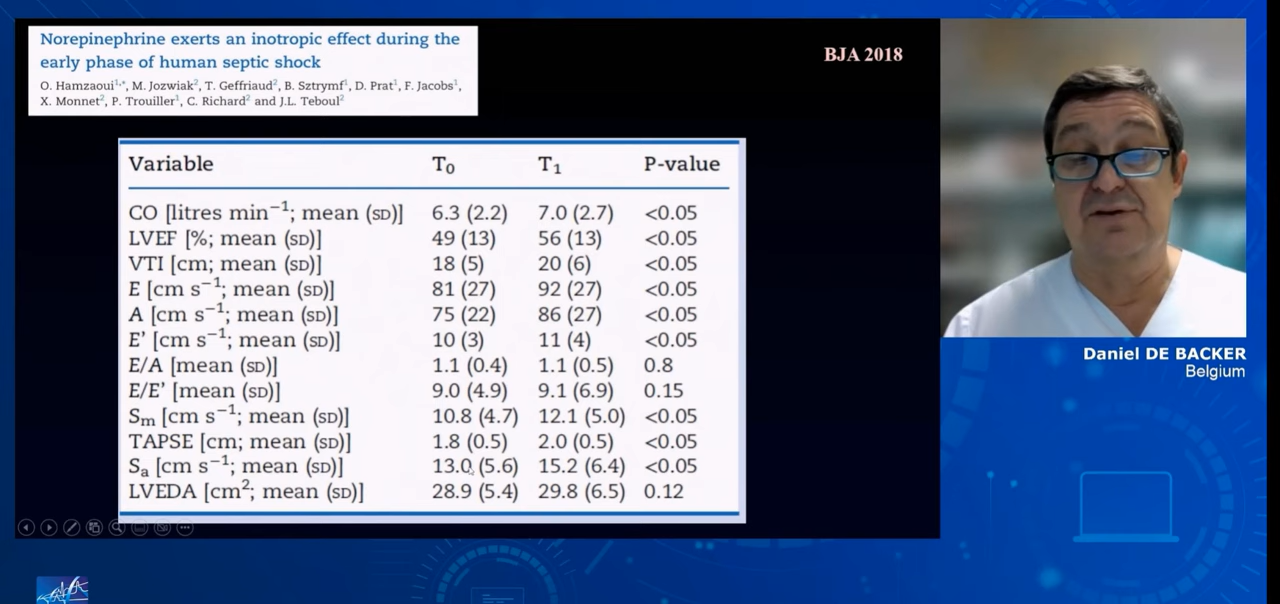 Norepinephrine exerts an inotropic effect during the
early phase of human septic shock
O. Hamzaoui¹,*, M. Jozwiak², T. Geffriaud², B. Sztrymf¹, D. Prat¹, F. Jacobs¹,
X. Monnet², P. Trouiller¹, C. Richard² and J.L. Teboul²
BJA 2018
Variable T₀ T₁ P-value
CO [litres min⁻¹; mean (SD)] 6.3 (2.2) 7.0 (2.7) <0.05
LVEF [%; mean (SD)] 49 (13) 56 (13) <0.05
VTI [cm; mean (SD)] 18 (5) 20 (6) <0.05
E [cm s⁻¹; mean (SD)] 81 (27) 92 (27) <0.05
A [cm s⁻¹; mean (SD)] 75 (22) 86 (27) <0.05
E’ [cm s⁻¹; mean (SD)] 10 (3) 11 (4) <0.05
E/A [mean (SD)] 1.1 (0.4) 1.1 (0.5) 0.8
E/E’ [mean (SD)] 9.0 (4.9) 9.1 (6.9) 0.15
Sₘ [cm s⁻¹; mean (SD)] 10.8 (4.7) 12.1 (5.0) <0.05
TAPSE [cm; mean (SD)] 1.8 (0.5) 2.0 (0.5) <0.05
Sₐ [cm s⁻¹; mean (SD)] 13.0 (5.6) 15.2 (6.4) <0.05
LVEDA [cm²; mean (SD)] 28.9 (5.4) 29.8 (6.5) 0.12
Daniel DE BACKER
Belgium